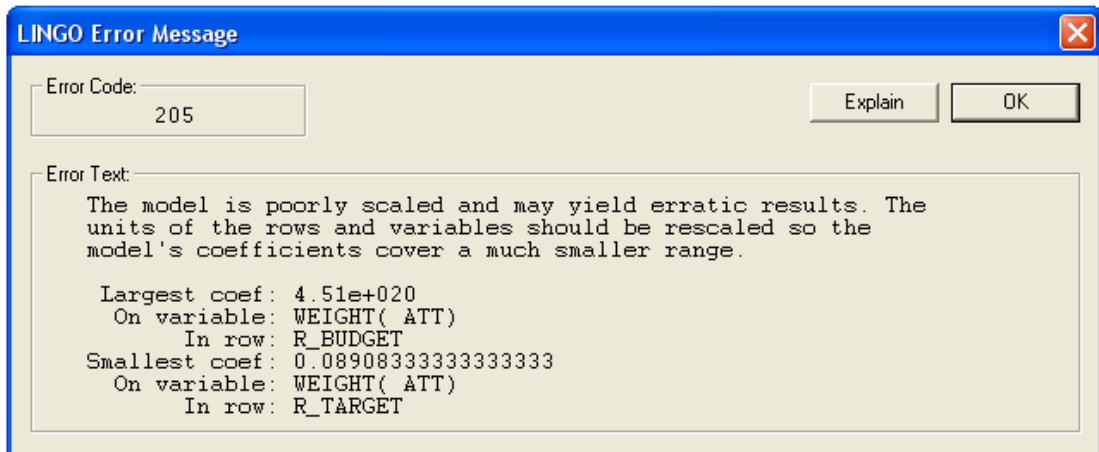 LINGO Error Message
Error Code:
205
Explain
OK
Error Text:
The model is poorly scaled and may yield erratic results. The
units of the rows and variables should be rescaled so the
model's coefficients cover a much smaller range.
Largest coef: 4.51e+020
On variable: WEIGHT( ATT)
In row: R_BUDGET
Smallest coef: 0.08908333333333333
On variable: WEIGHT( ATT)
In row: R_TARGET